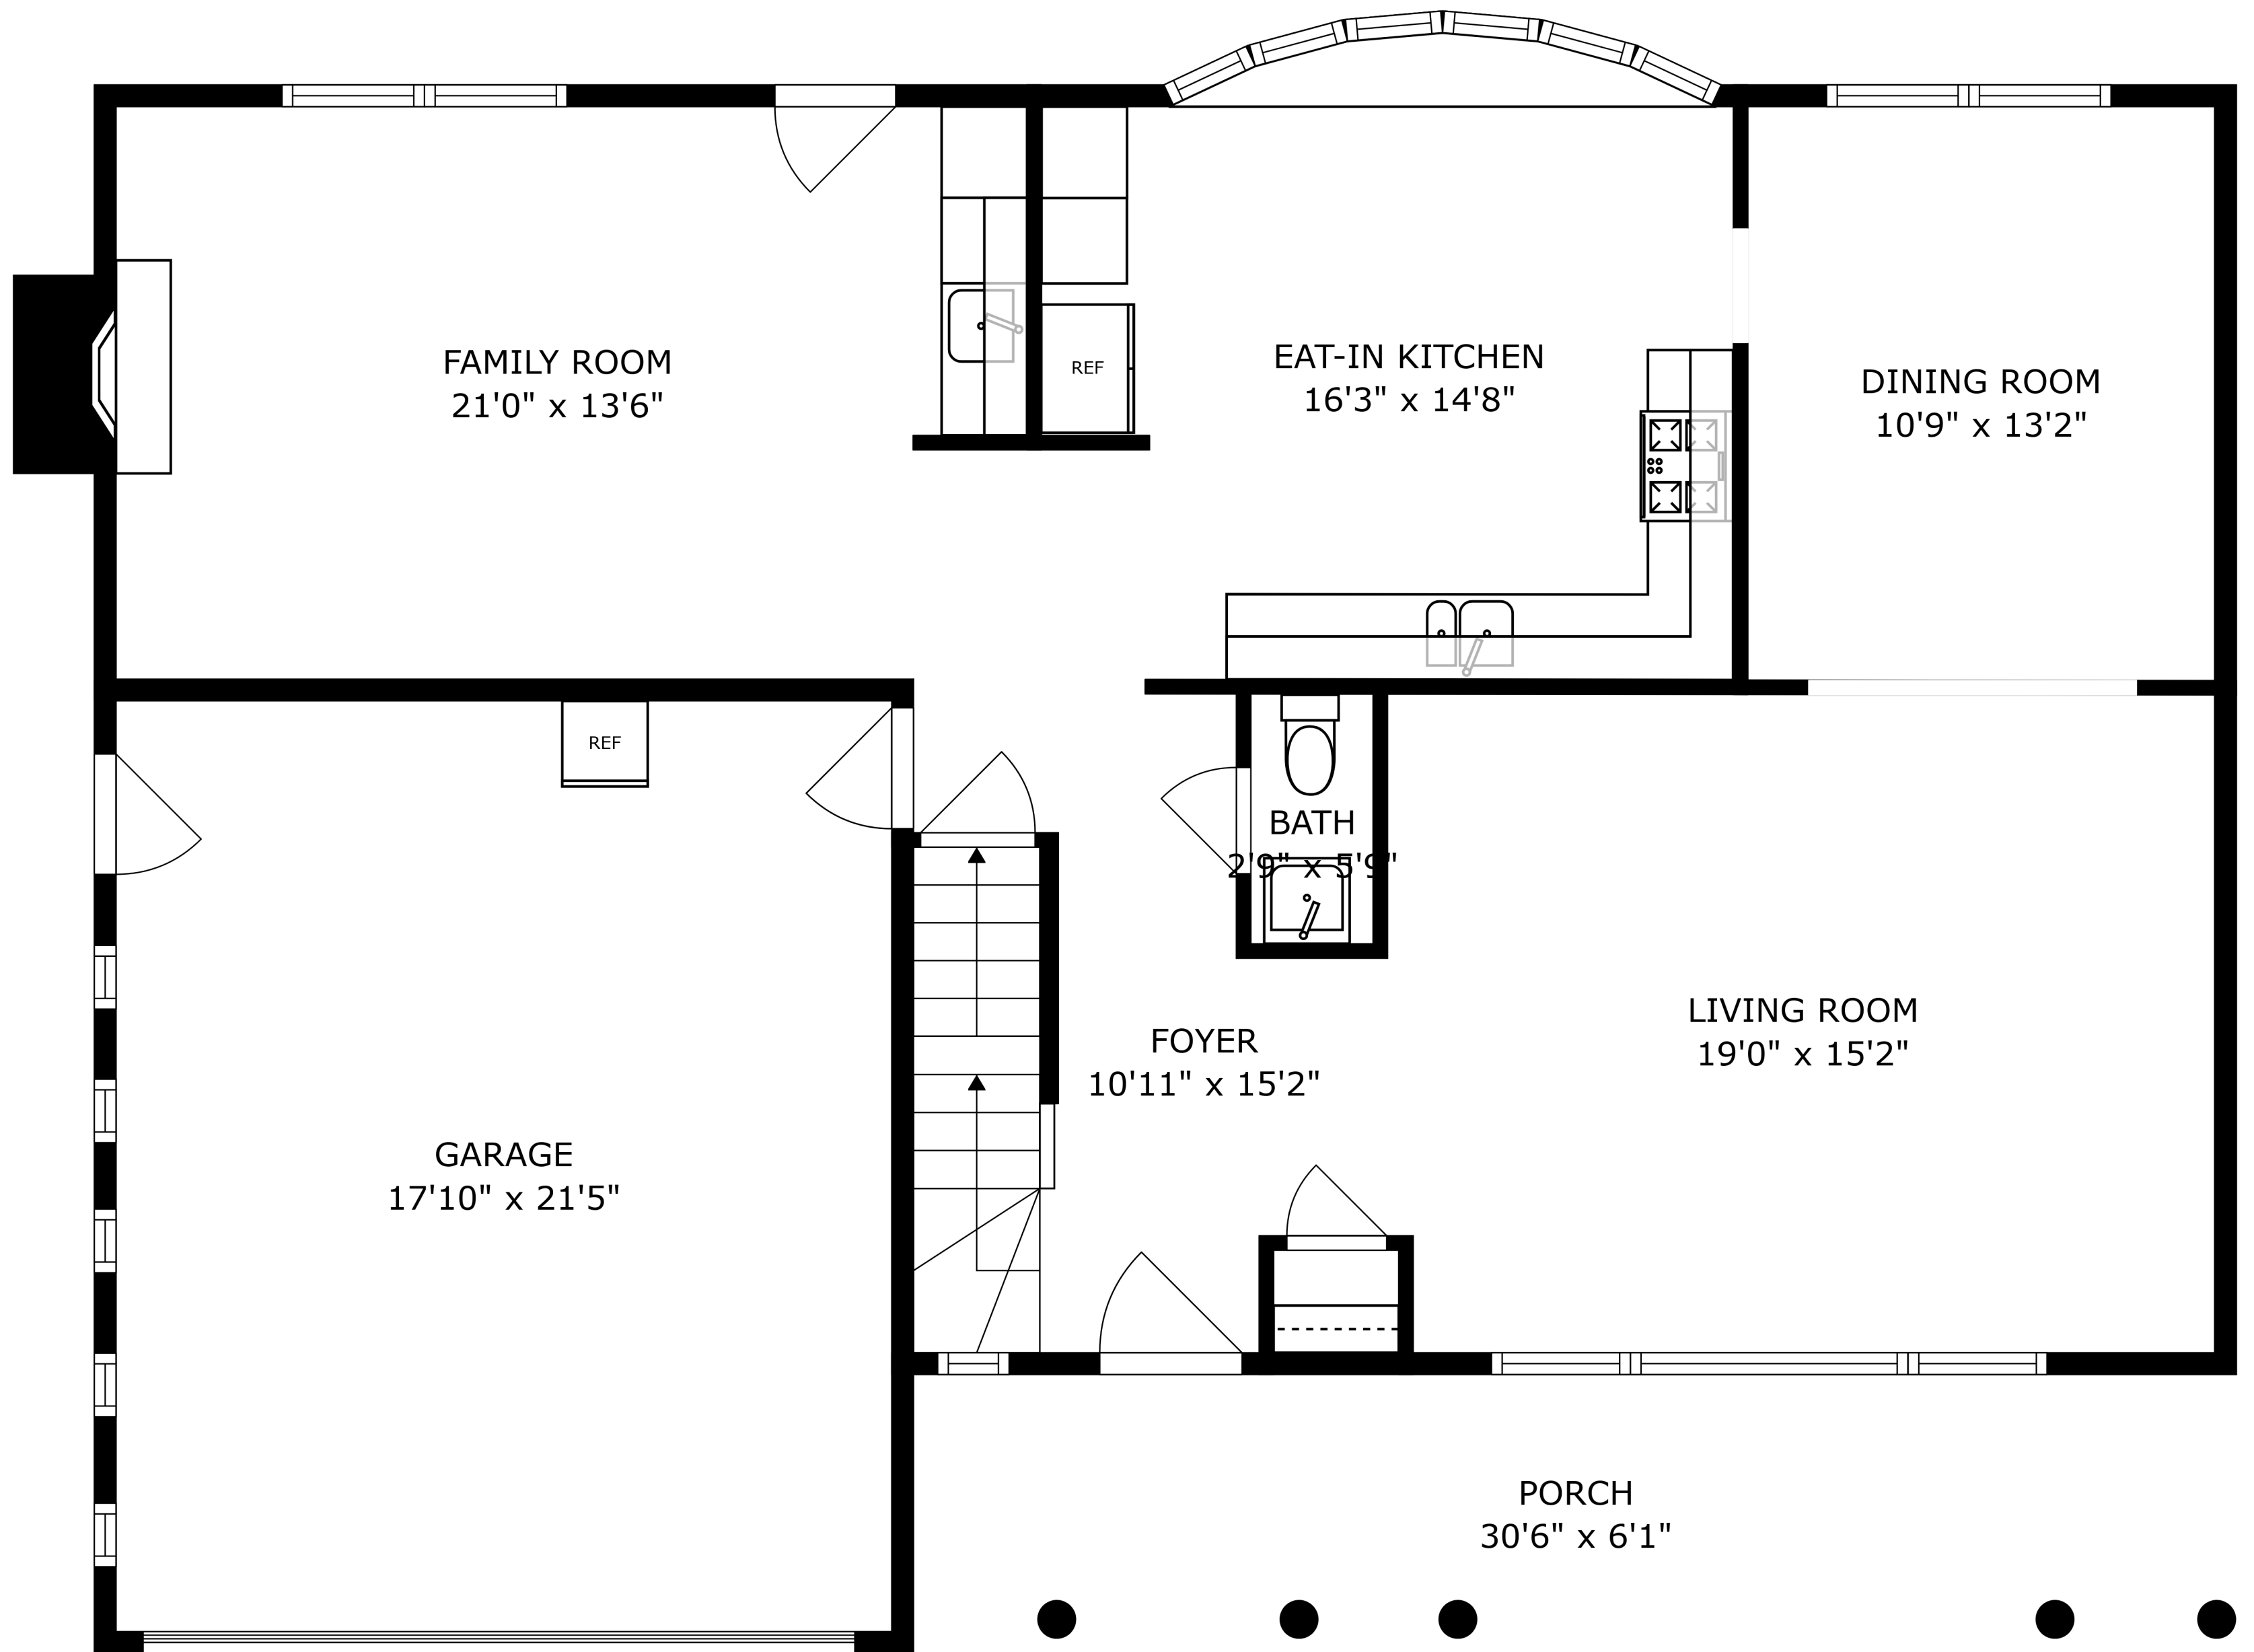 FAMILY ROOM
21'0" x 13'6"
REF
EAT-IN KITCHEN
16'3" x 14'8"
DINING ROOM
10'9" x 13'2"
REF
BATH
2'9" x 5'9"
FOYER
10'11" x 15'2"
LIVING ROOM
19'0" x 15'2"
GARAGE
17'10" x 21'5"
PORCH
30'6" x 6'1"